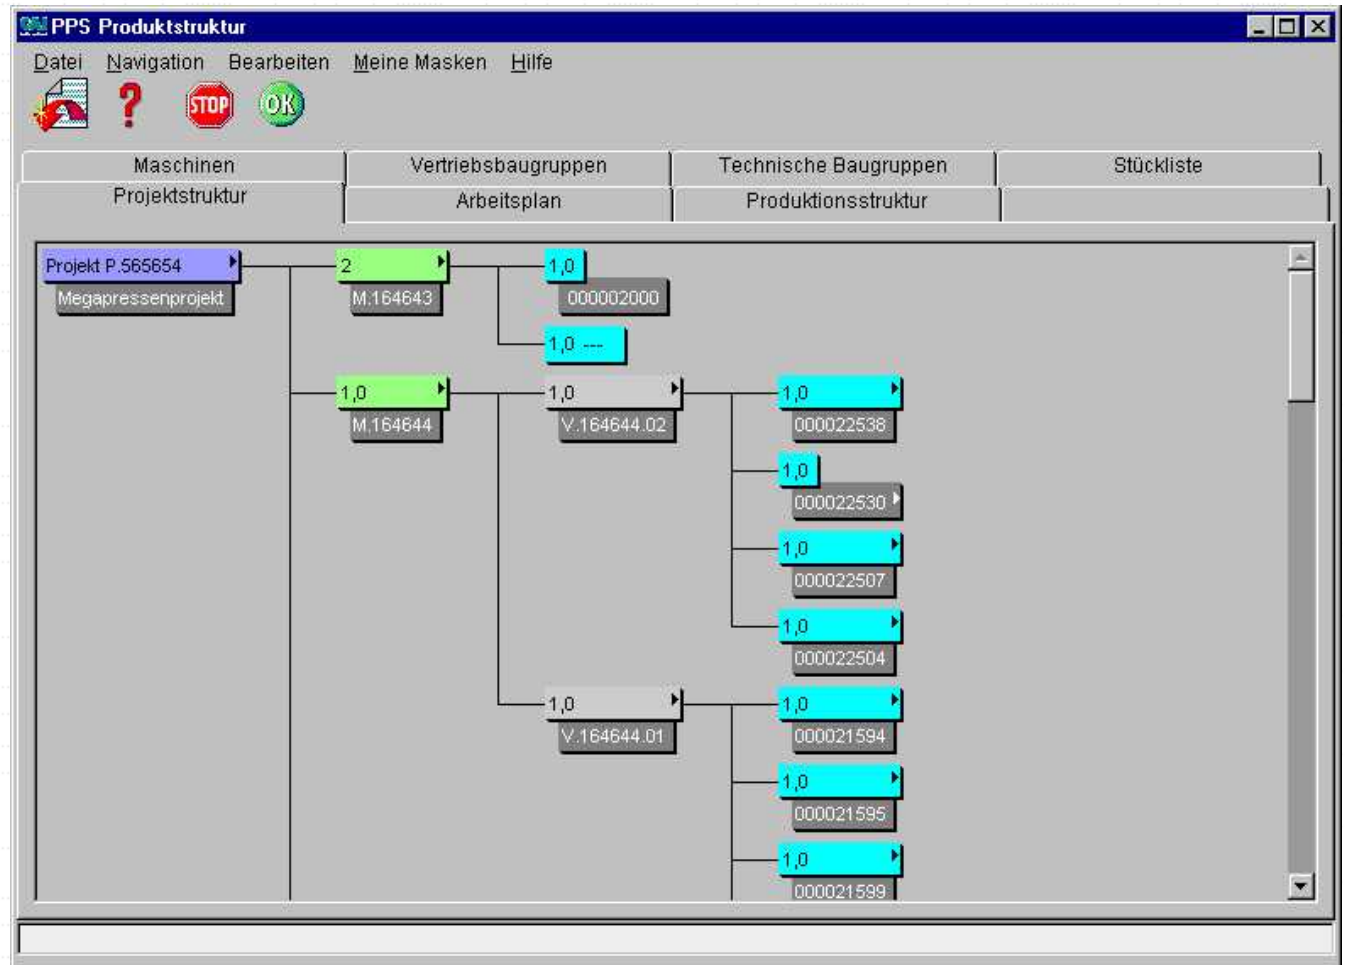 PPS Produktstruktur
Datei Navigation Bearbeiten Meine Masken Hilfe
? STOP OK
Maschinen Vertriebsbaugruppen Technische Baugruppen Stückliste
Projektstruktur Arbeitsplan Produktionsstruktur
Projekt P.565654 2 1,0
Megapressenprojekt M.164643 000002000
1,0 ---
1,0 1,0 1,0
M.164644 V.164644.02 000022538
1,0
000022530
1,0
000022507
1,0
000022504
1,0 1,0
V.164644.01 000021594
1,0
000021595
1,0
000021599